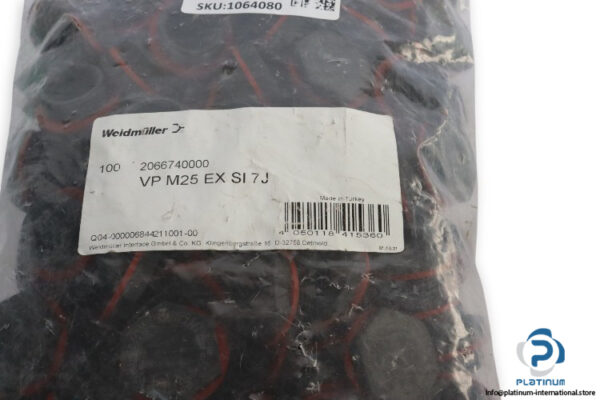 SKU:1064080
Weidmüller
100 2066740000
VP M25 EX SI 7J
Made in Turkey
Q04-000006844211001-00
4 050118 415360
Weidmüller Interface GmbH & Co. KG, Klingenbergstraße 16, D-32758 Detmold
PLATINUM
info@platinum-international.store